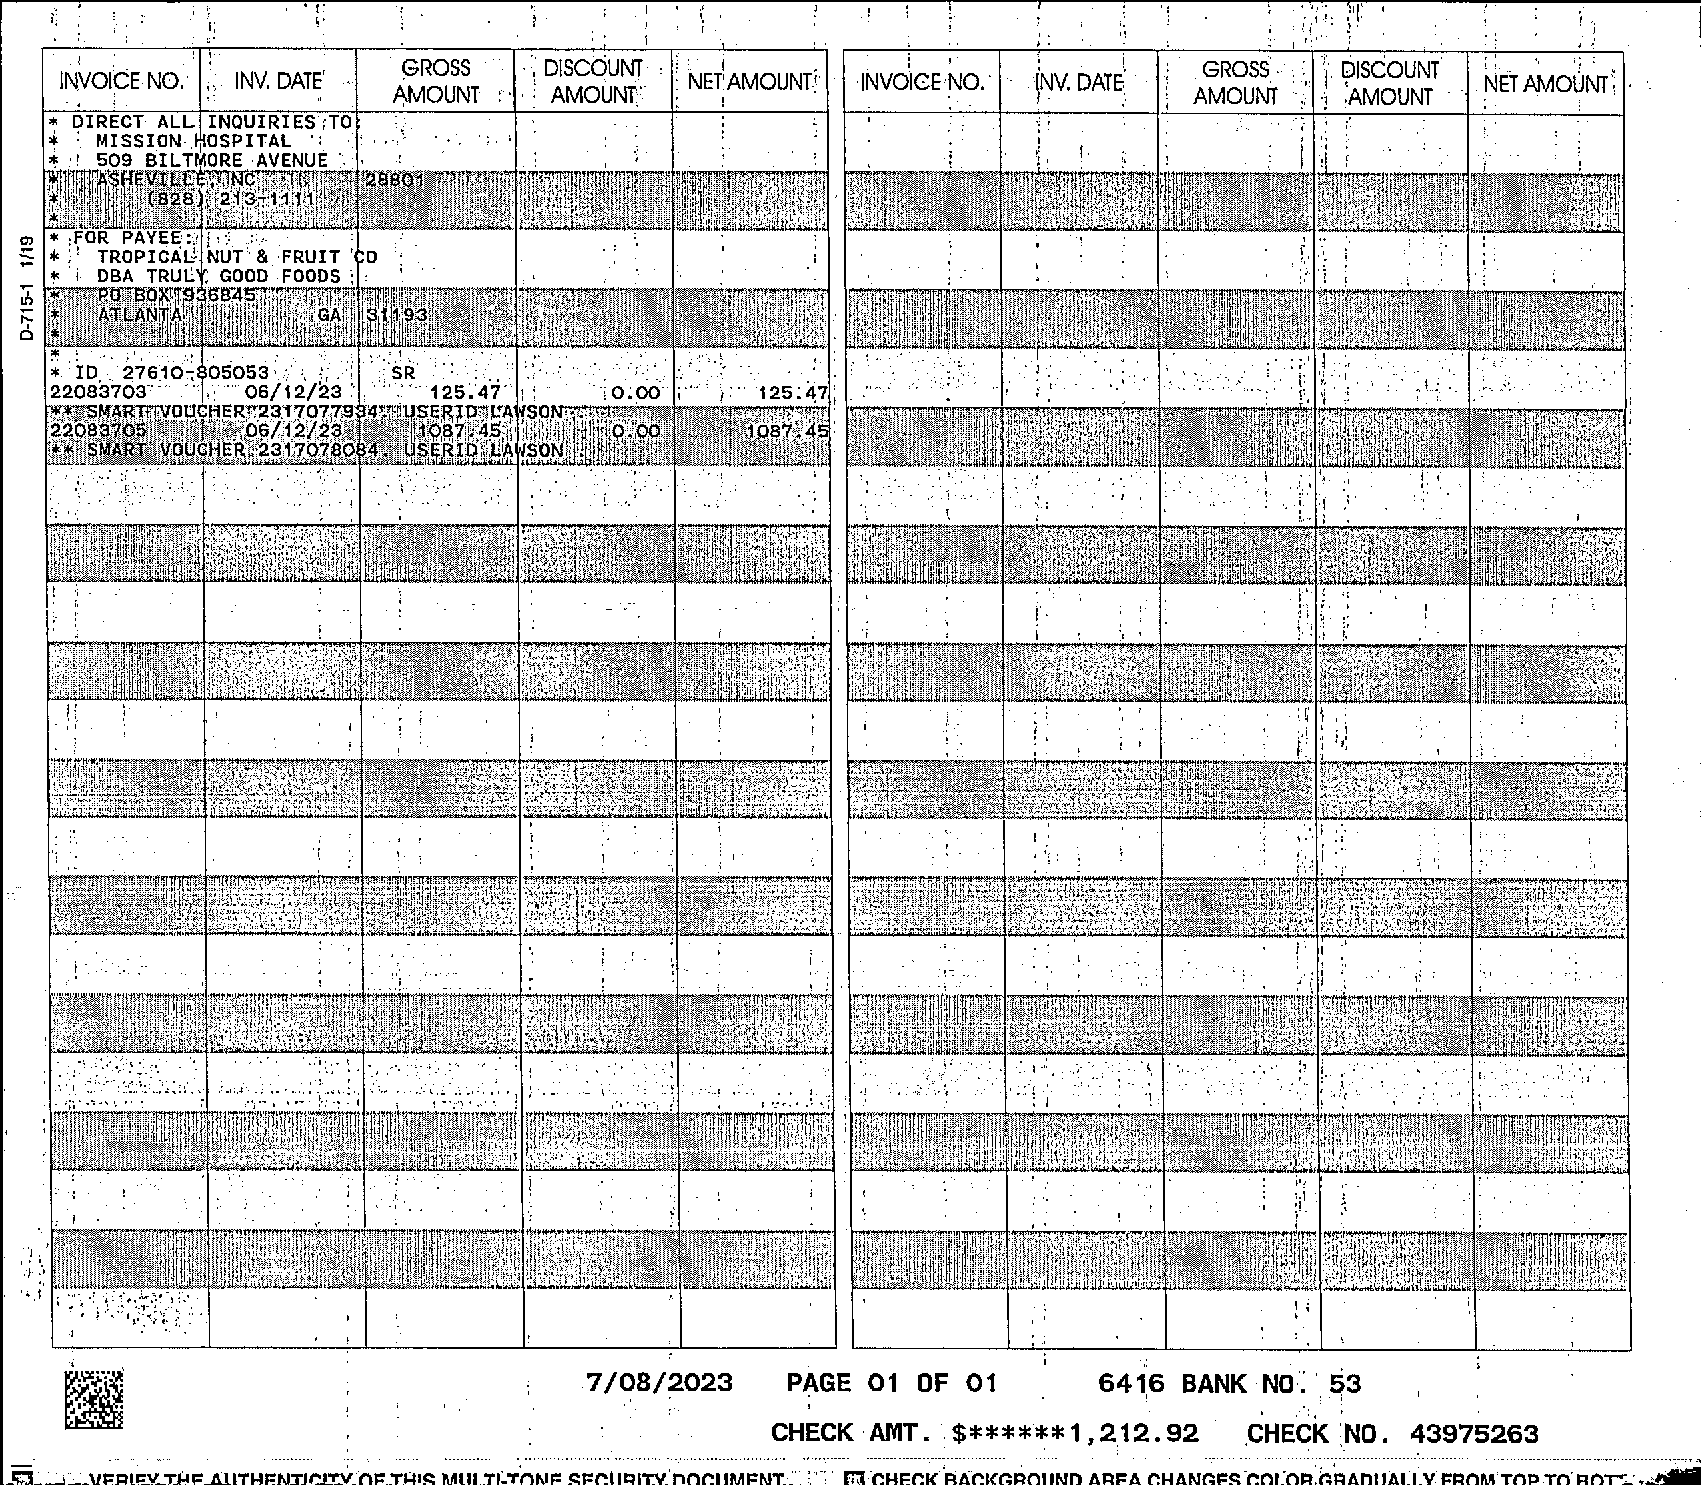 INVOICE NO. INV. DATE GROSS AMOUNT DISCOUNT AMOUNT NET AMOUNT INVOICE NO. INV. DATE GROSS AMOUNT DISCOUNT AMOUNT NET AMOUNT
* DIRECT ALL INQUIRIES TO:
* MISSION HOSPITAL
* 509 BILTMORE AVENUE
* ASHEVILLE NC 28801
* (828) 213-1111
*
* FOR PAYEE:
* TROPICAL NUT & FRUIT CO
* DBA TRULY GOOD FOODS
* PO BOX 936845
* ATLANTA GA 31193
*
*
* ID 27610-805053 SR
22083703 06/12/23 125.47 0.00 125.47
** SMART VOUCHER 2317077934 USERID LAWSON
22083705 06/12/23 1087.45 0.00 1087.45
** SMART VOUCHER 2317078084 USERID LAWSON
D-715-1 1/19
7/08/2023 PAGE 01 OF 01 6416 BANK NO. 53
CHECK AMT. $******1,212.92 CHECK NO. 43975263
VERIFY THE AUTHENTICITY OF THIS MULTI-TONE SECURITY DOCUMENT. CHECK BACKGROUND AREA CHANGES COLOR GRADUALLY FROM TOP TO